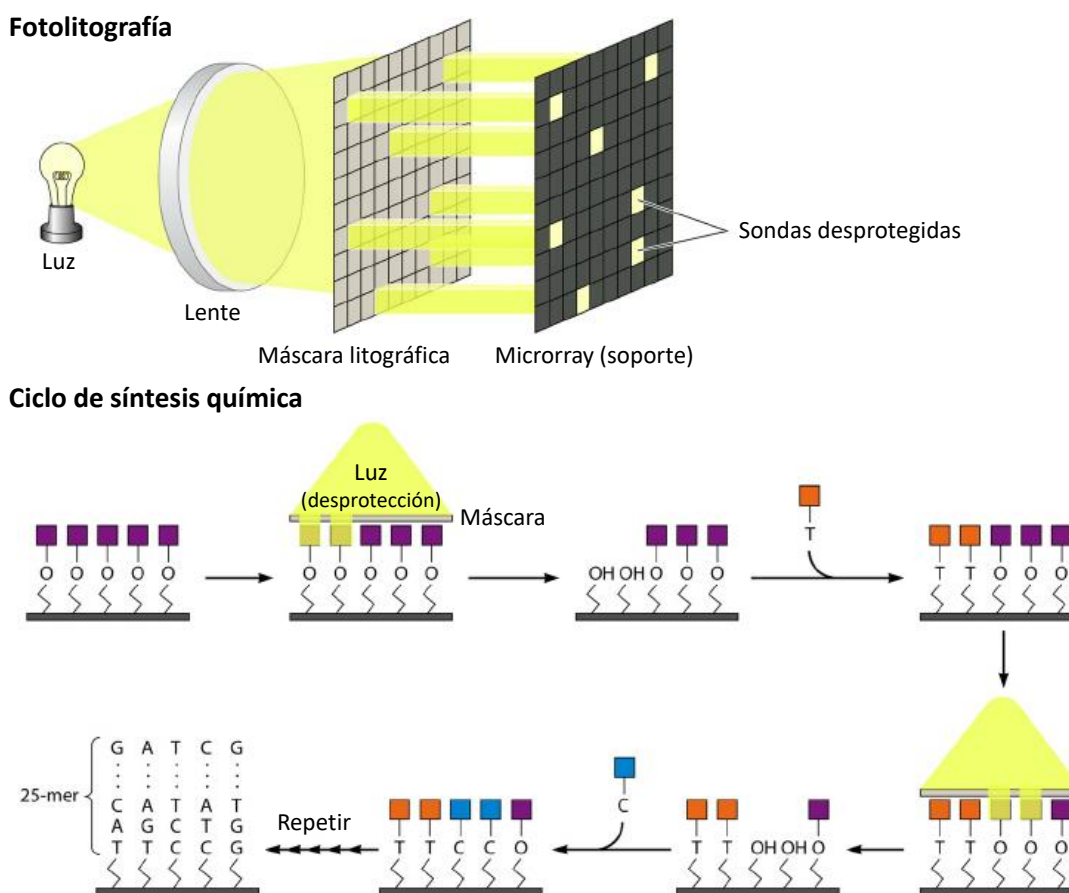 Fotolitografía
Luz
Lente
Máscara litográfica
Microrray (soporte)
Sondas desprotegidas
Ciclo de síntesis química
O O O O O
Luz
(desprotección)
Máscara
O O O O O
OH OH O O O
T
T T O O O
T T O O O
T T OH OH O
C
T T C C O
Repetir
25-mer
G A T C G
C A T A T
A G C T G
T
A T C C G